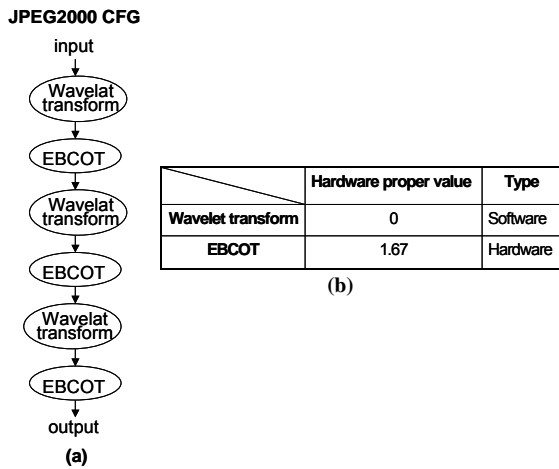 JPEG2000 CFG
input
Wavelat
transform
EBCOT
Wavelat
transform
EBCOT
Wavelat
transform
EBCOT
output
(a)
Hardware proper value Type
Wavelet transform 0 Software
EBCOT 1.67 Hardware
(b)